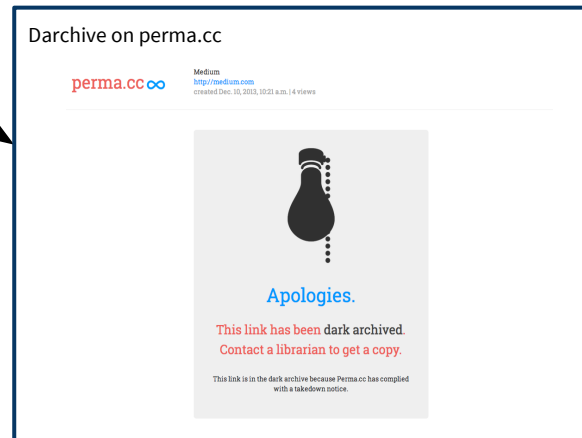 Darchive on perma.cc
perma.cc
Medium
http://medium.com
created Dec. 10, 2013, 10:21 a.m. | 4 views
Apologies.
This link has been dark archived.
Contact a librarian to get a copy.
This link is in the dark archive because Perma.cc has complied
with a takedown notice.